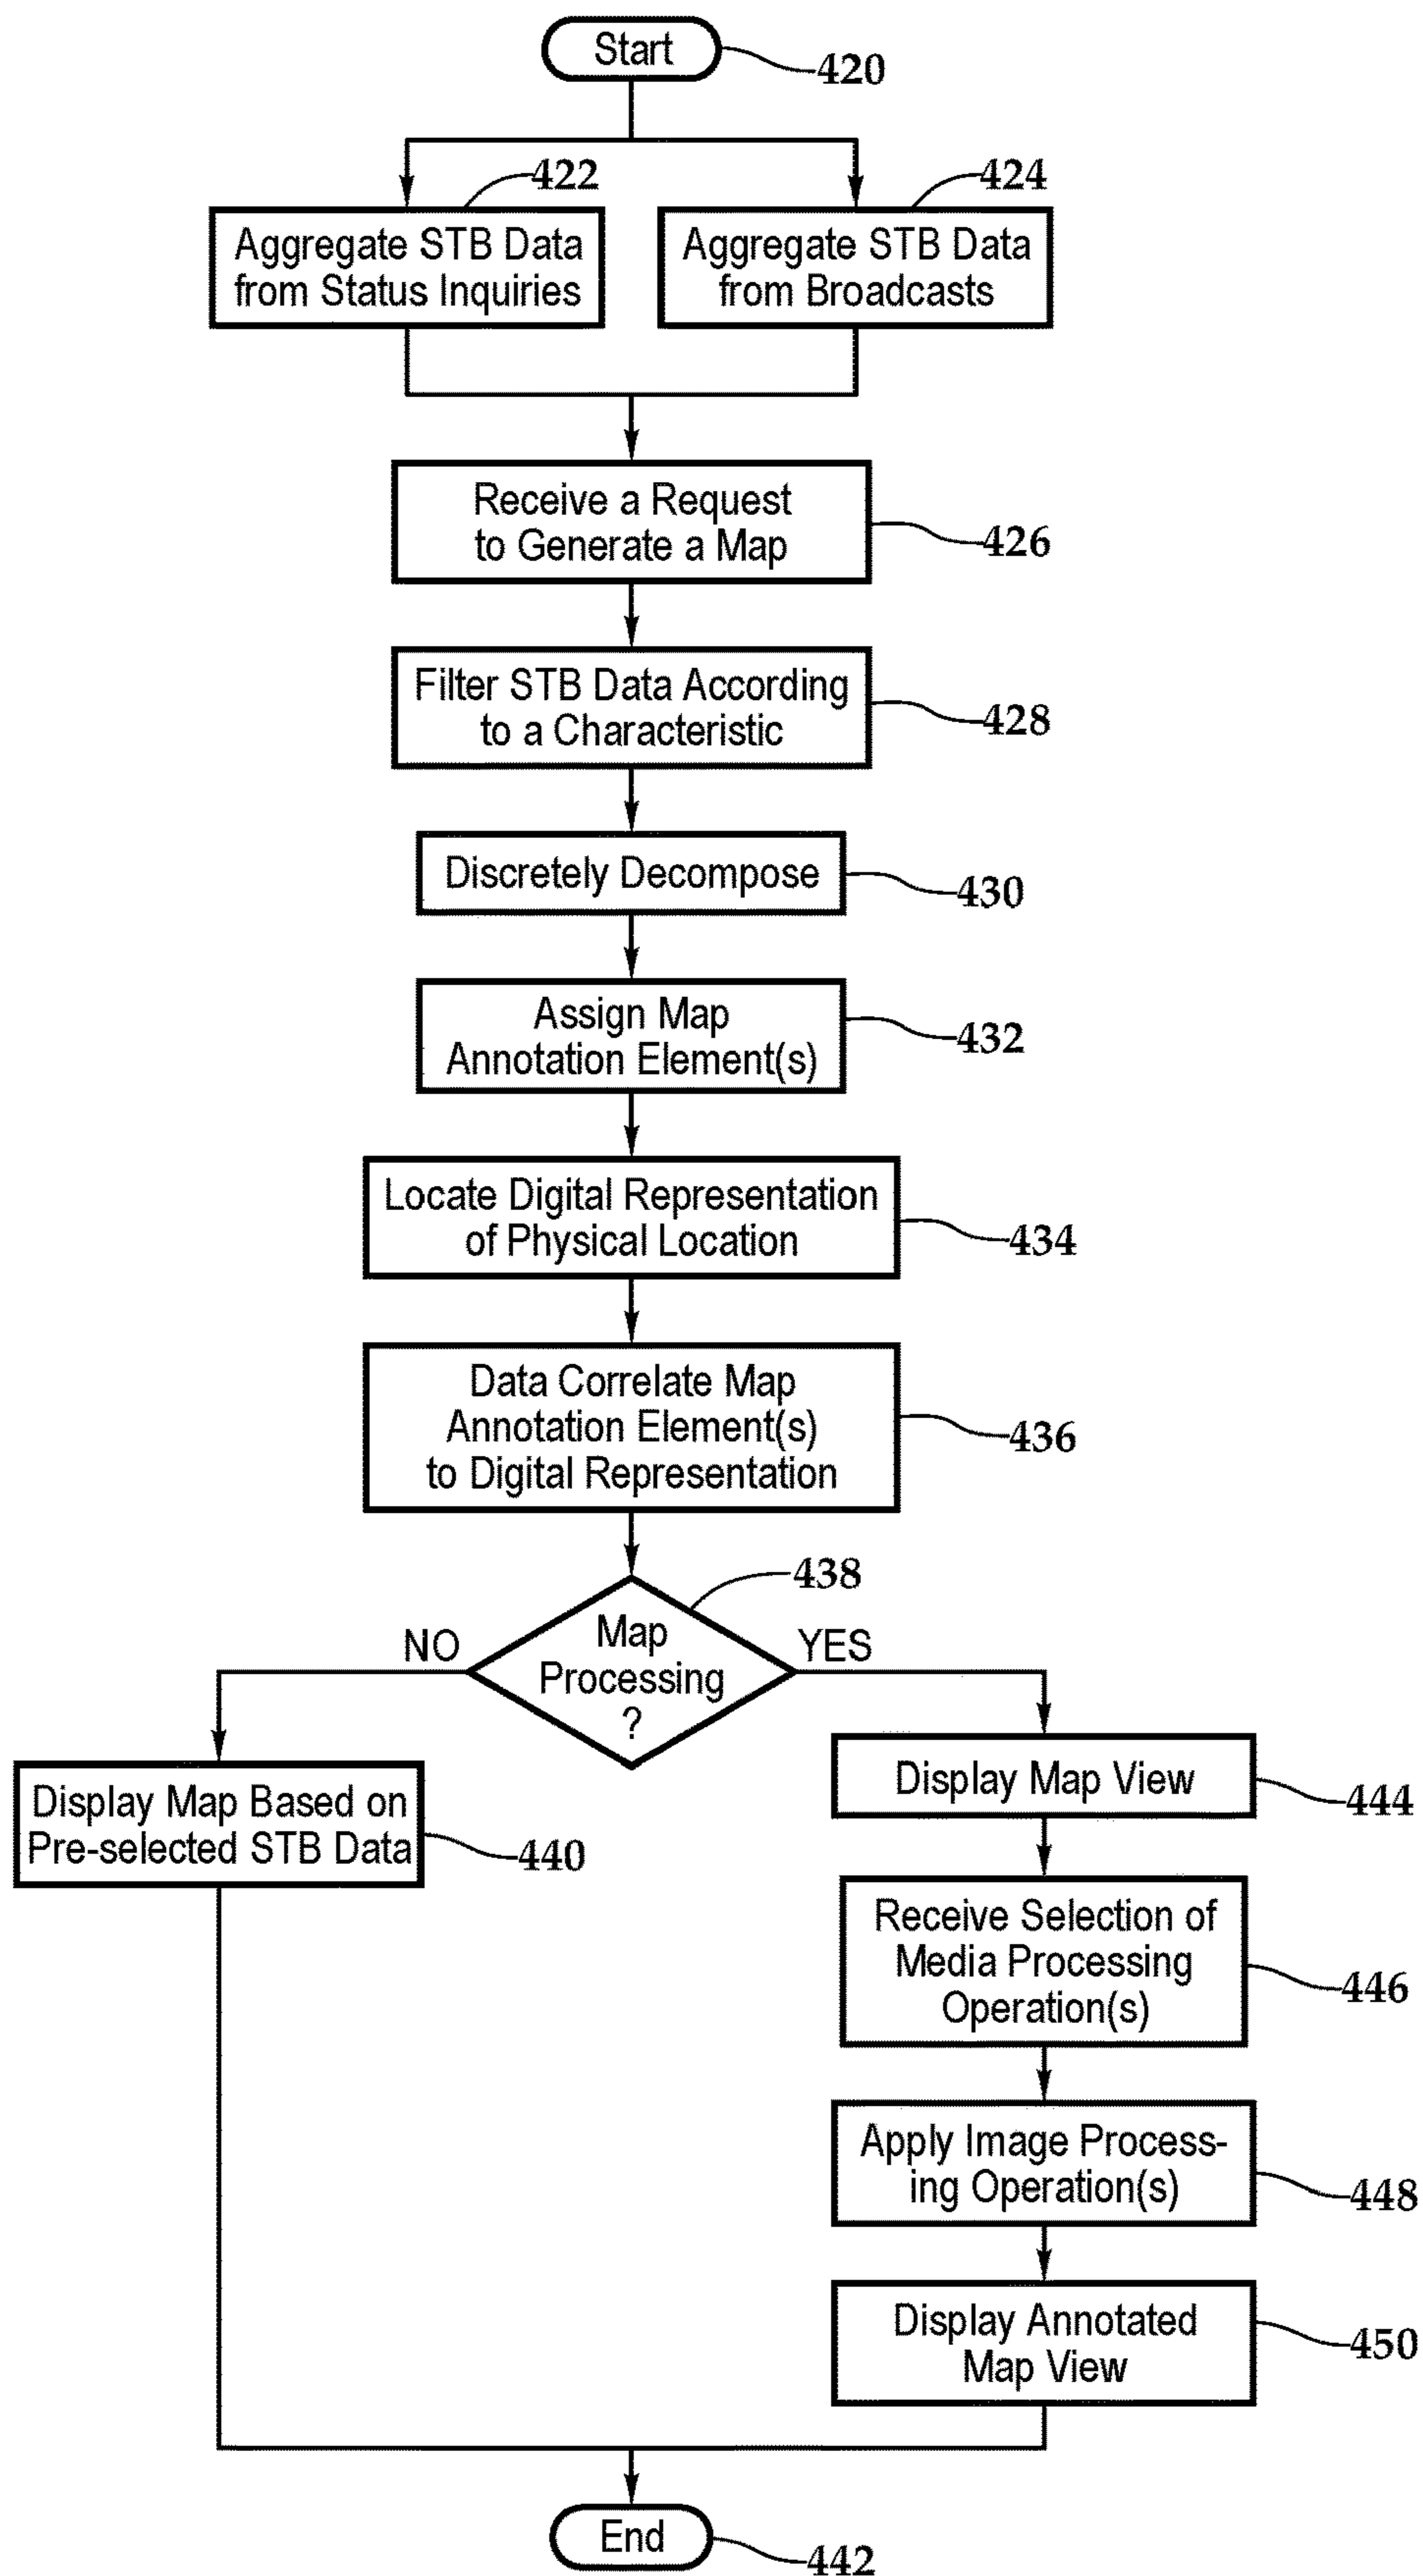 Start
420
422
424
Aggregate STB Data
from Status Inquiries
Aggregate STB Data
from Broadcasts
Receive a Request
to Generate a Map
426
Filter STB Data According
to a Characteristic
428
Discretely Decompose
430
Assign Map
Annotation Element(s)
432
Locate Digital Representation
of Physical Location
434
Data Correlate Map
Annotation Element(s)
to Digital Representation
436
438
Map
Processing
?
NO
YES
Display Map Based on
Pre-selected STB Data
440
Display Map View
444
Receive Selection of
Media Processing
Operation(s)
446
Apply Image Process-
ing Operation(s)
448
Display Annotated
Map View
450
End
442